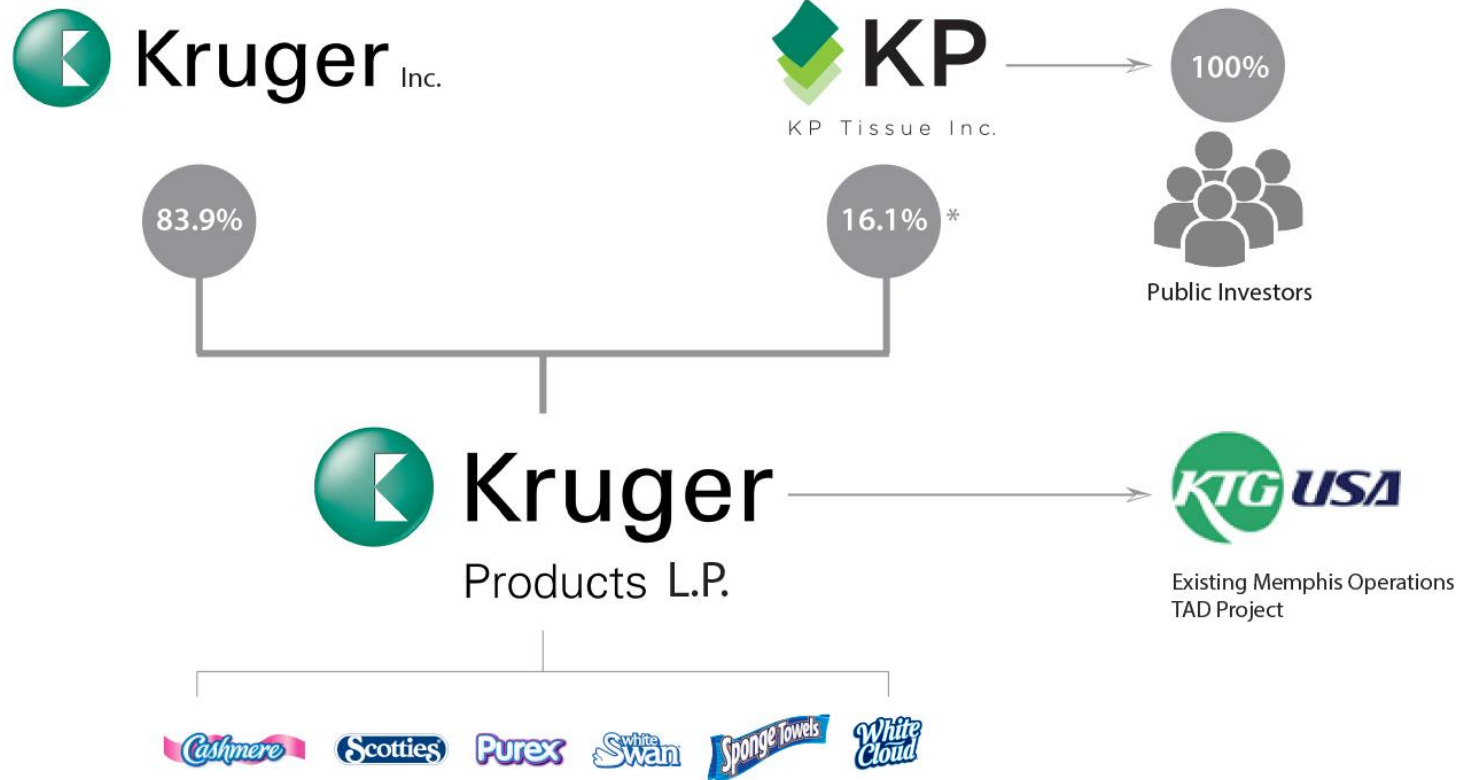 Kruger Inc.
KP
KP Tissue Inc.
100%
83.9%
16.1% *
Public Investors
Kruger
Products L.P.
KTG USA
Existing Memphis Operations
TAD Project
Cashmere
Scotties
Purex
White
Swan
Sponge Towels
White
Cloud